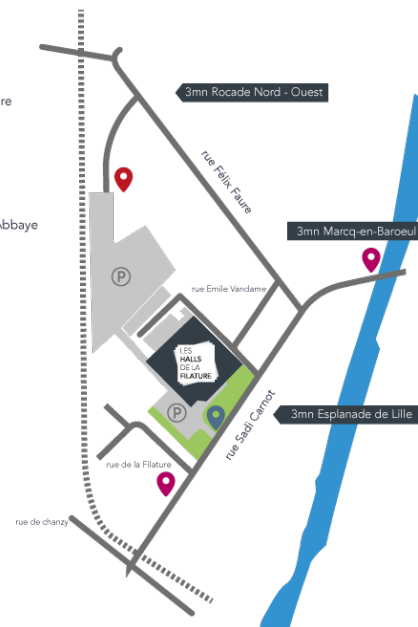 re
3mn Rocade Nord - Ouest
rue Félix Faure
Abbaye
3mn Marcq-en-Baroeul
P
rue Emile Vandame
LES
HALLS
DE LA
FILATURE
P
3mn Esplanade de Lille
rue Sadi Carnot
rue de la Filature
rue de chanzy